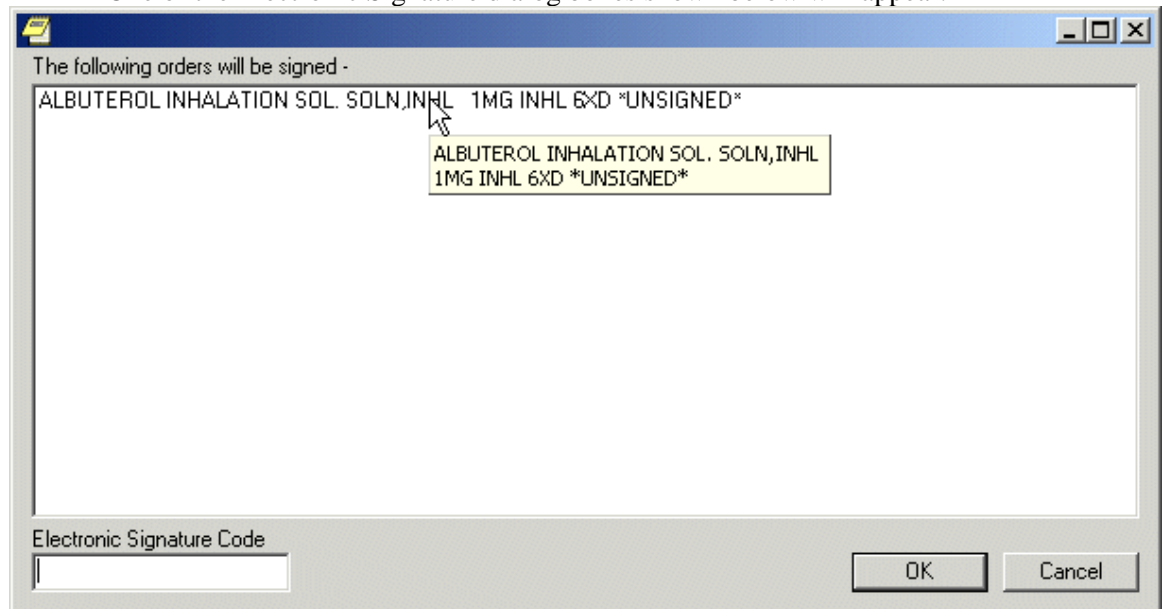 The following orders will be signed -
ALBUTEROL INHALATION SOL. SOLN,INHL 1MG INHL 6XD *UNSIGNED*
ALBUTEROL INHALATION SOL. SOLN,INHL
1MG INHL 6XD *UNSIGNED*
Electronic Signature Code
OK Cancel